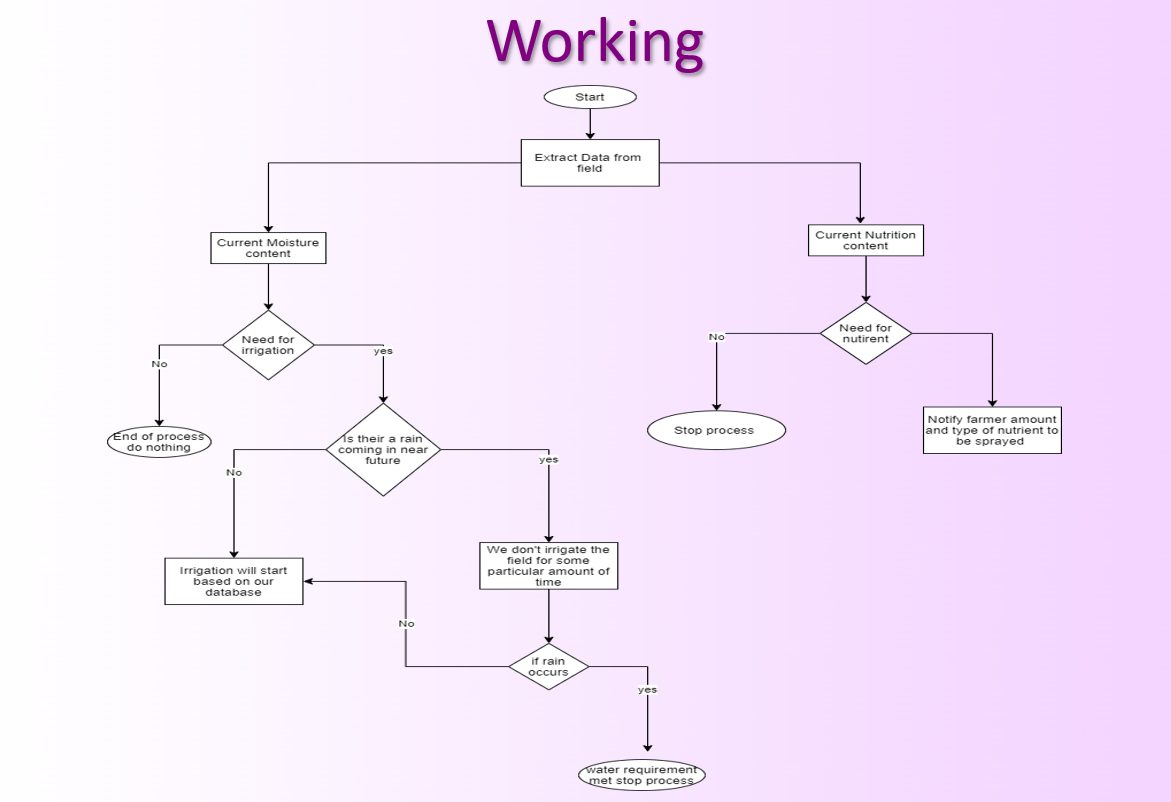 Working
Start
Extract Data from
field
Current Moisture
content
Current Nutrition
content
Need for
irrigation
Need for
nutirent
No
yes
No
End of process
do nothing
Is their a rain
coming in near
future
Stop process
Notify farmer amount
and type of nutrient to
be sprayed
No
yes
Irrigation will start
based on our
database
We don't irrigate the
field for some
particular amount of
time
No
if rain
occurs
yes
water requirement
met stop process